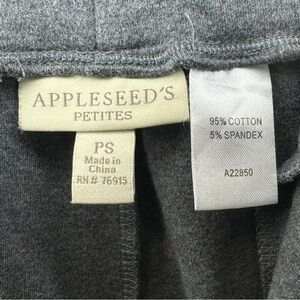 APPLESEED'S
PETITES
PS
Made in
China
RN# 76915
95% COTTON
5% SPANDEX
A22850